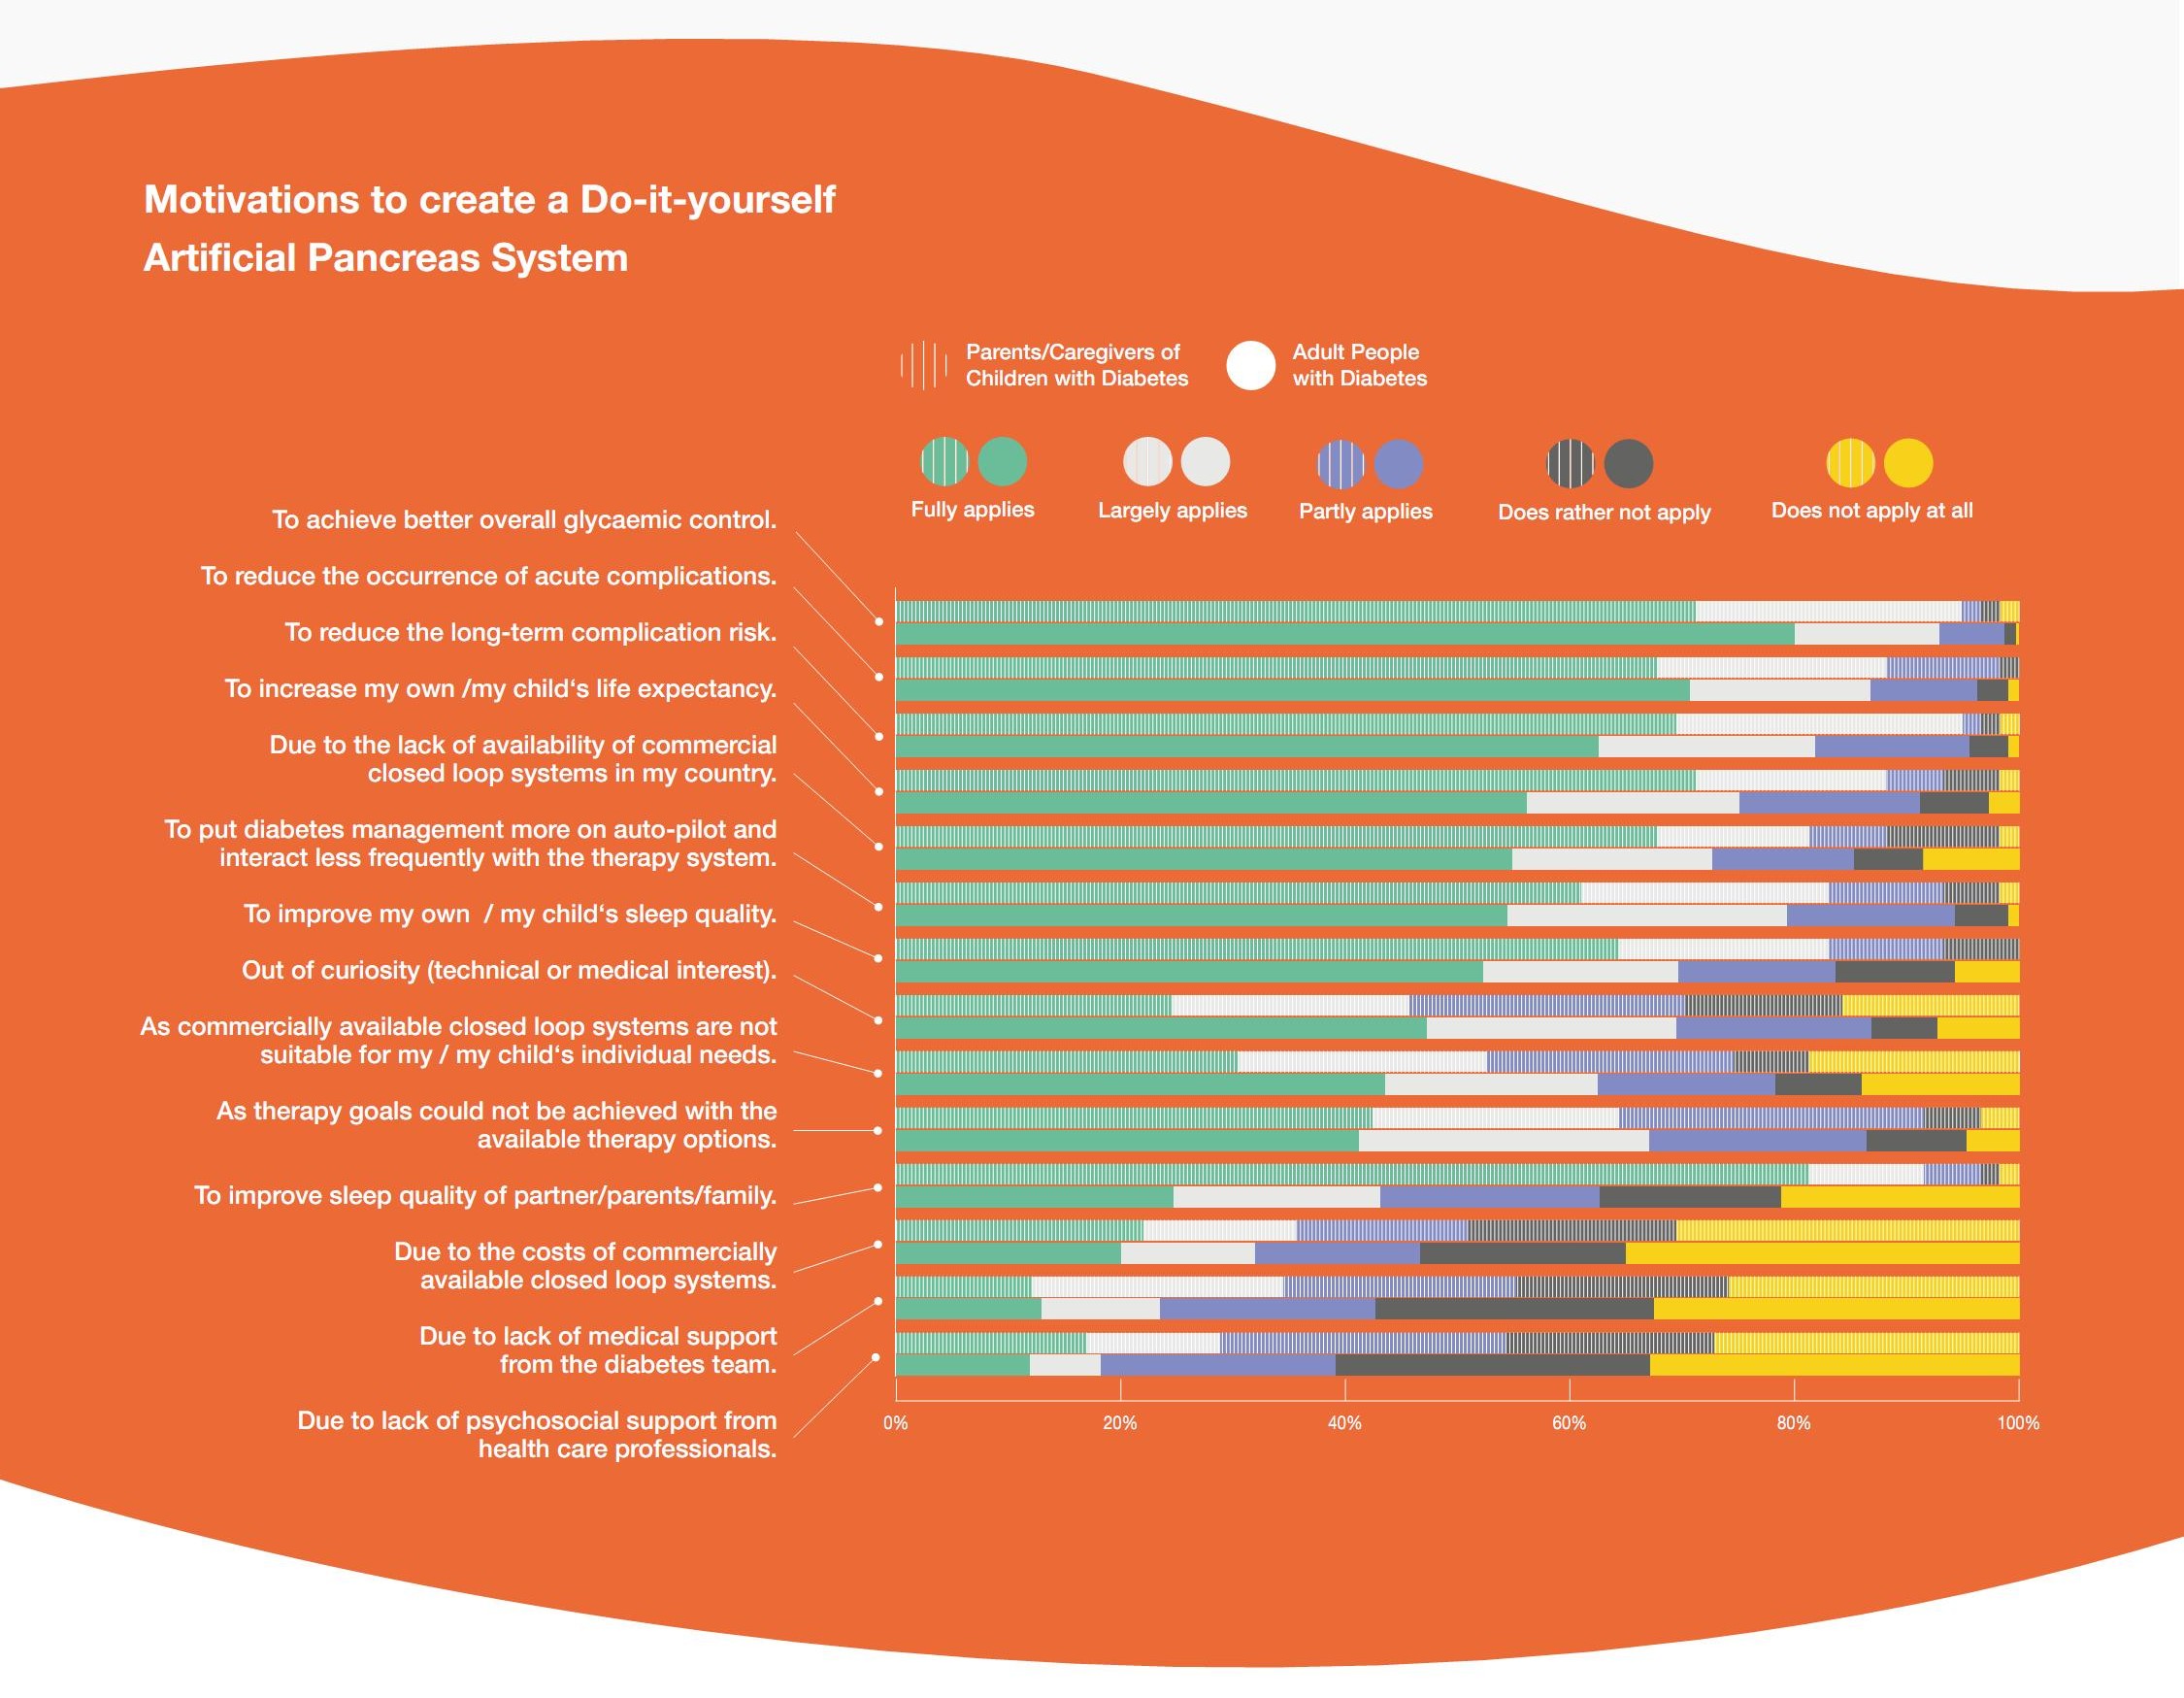 Motivations to create a Do-it-yourself
Artificial Pancreas System
Parents/Caregivers of
Children with Diabetes
Adult People
with Diabetes
Fully applies
Largely applies
Partly applies
Does rather not apply
Does not apply at all
To achieve better overall glycaemic control.
To reduce the occurrence of acute complications.
To reduce the long-term complication risk.
To increase my own /my child‘s life expectancy.
Due to the lack of availability of commercial
closed loop systems in my country.
To put diabetes management more on auto-pilot and
interact less frequently with the therapy system.
To improve my own / my child‘s sleep quality.
Out of curiosity (technical or medical interest).
As commercially available closed loop systems are not
suitable for my / my child‘s individual needs.
As therapy goals could not be achieved with the
available therapy options.
To improve sleep quality of partner/parents/family.
Due to the costs of commercially
available closed loop systems.
Due to lack of medical support
from the diabetes team.
Due to lack of psychosocial support from
health care professionals.
0% 20% 40% 60% 80% 100%